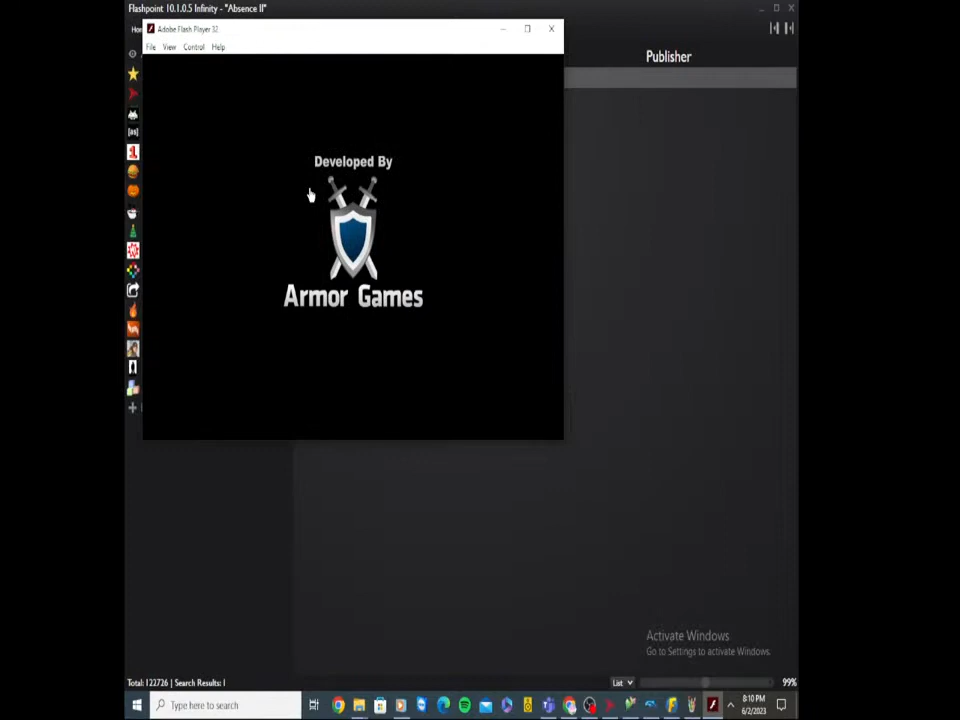 Flashpoint 10.1.0.5 Infinity - "Absence II"
Adobe Flash Player 32
File View Control Help
Publisher
Developed By
Armor Games
Activate Windows
Go to Settings to activate Windows.
Total: 122726 | Search Results: 1
List
99%
Type here to search
8:10 PM
6/2/2023